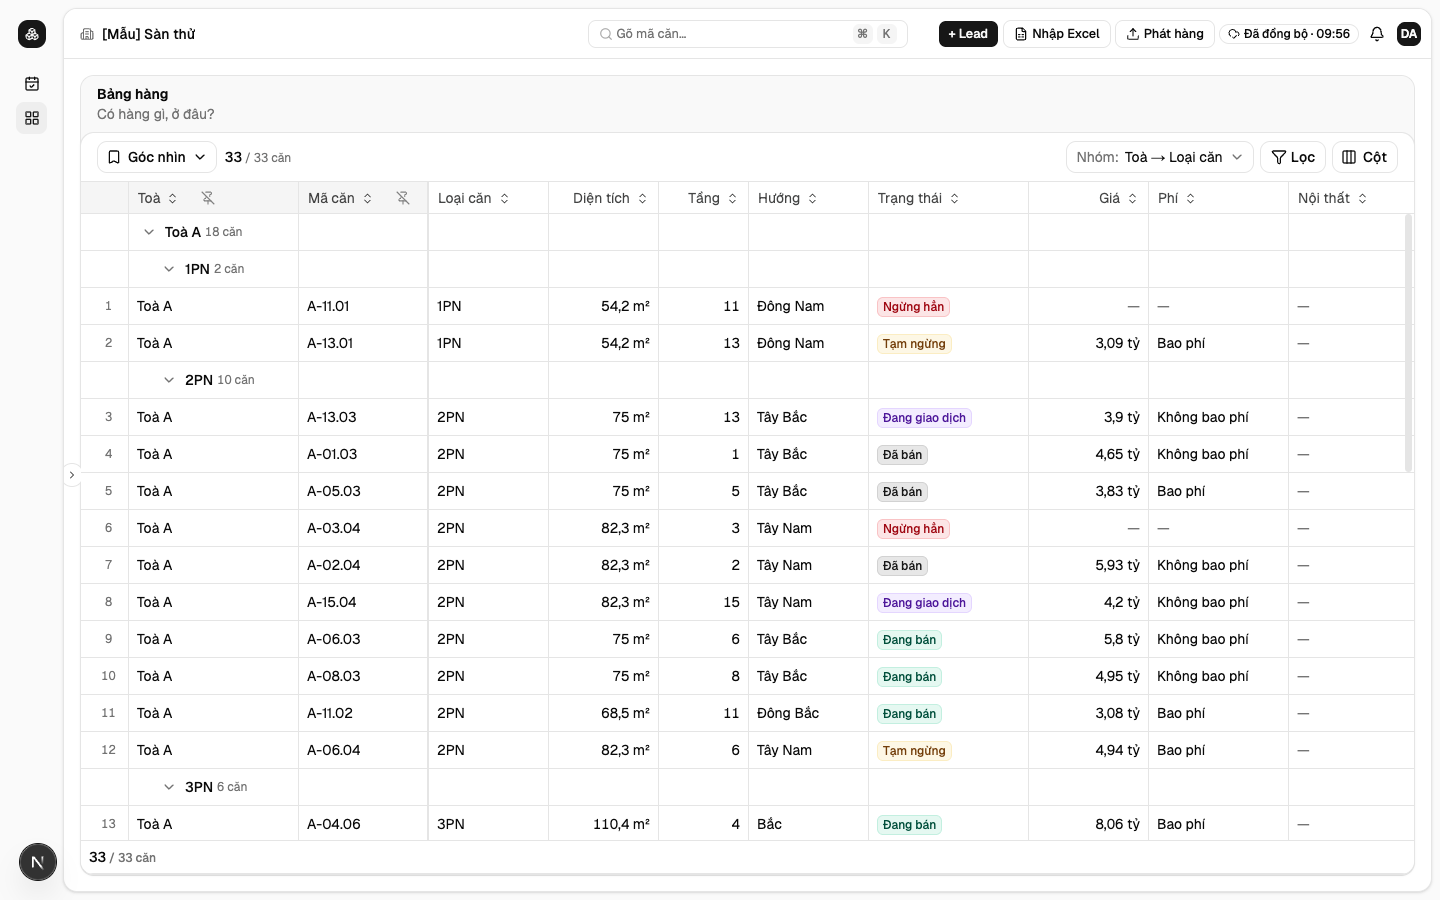 [Mẫu] Sàn thử
Gõ mã căn...
⌘ K
+ Lead
Nhập Excel
Phát hàng
Đã đồng bộ · 09:56
DA
Bảng hàng
Có hàng gì, ở đâu?
Góc nhìn
33 / 33 căn
Nhóm: Toà → Loại căn
Lọc
Cột
Toà Mã căn Loại căn Diện tích Tầng Hướng Trạng thái Giá Phí Nội thất
Toà A 18 căn
1PN 2 căn
1 Toà A A-11.01 1PN 54,2 m² 11 Đông Nam Ngừng hẳn — — —
2 Toà A A-13.01 1PN 54,2 m² 13 Đông Nam Tạm ngừng 3,09 tỷ Bao phí —
2PN 10 căn
3 Toà A A-13.03 2PN 75 m² 13 Tây Bắc Đang giao dịch 3,9 tỷ Không bao phí —
4 Toà A A-01.03 2PN 75 m² 1 Tây Bắc Đã bán 4,65 tỷ Không bao phí —
5 Toà A A-05.03 2PN 75 m² 5 Tây Bắc Đã bán 3,83 tỷ Bao phí —
6 Toà A A-03.04 2PN 82,3 m² 3 Tây Nam Ngừng hẳn — — —
7 Toà A A-02.04 2PN 82,3 m² 2 Tây Nam Đã bán 5,93 tỷ Không bao phí —
8 Toà A A-15.04 2PN 82,3 m² 15 Tây Nam Đang giao dịch 4,2 tỷ Không bao phí —
9 Toà A A-06.03 2PN 75 m² 6 Tây Bắc Đang bán 5,8 tỷ Không bao phí —
10 Toà A A-08.03 2PN 75 m² 8 Tây Bắc Đang bán 4,95 tỷ Không bao phí —
11 Toà A A-11.02 2PN 68,5 m² 11 Đông Bắc Đang bán 3,08 tỷ Bao phí —
12 Toà A A-06.04 2PN 82,3 m² 6 Tây Nam Tạm ngừng 4,94 tỷ Bao phí —
3PN 6 căn
13 Toà A A-04.06 3PN 110,4 m² 4 Bắc Đang bán 8,06 tỷ Bao phí —
33 / 33 căn
N